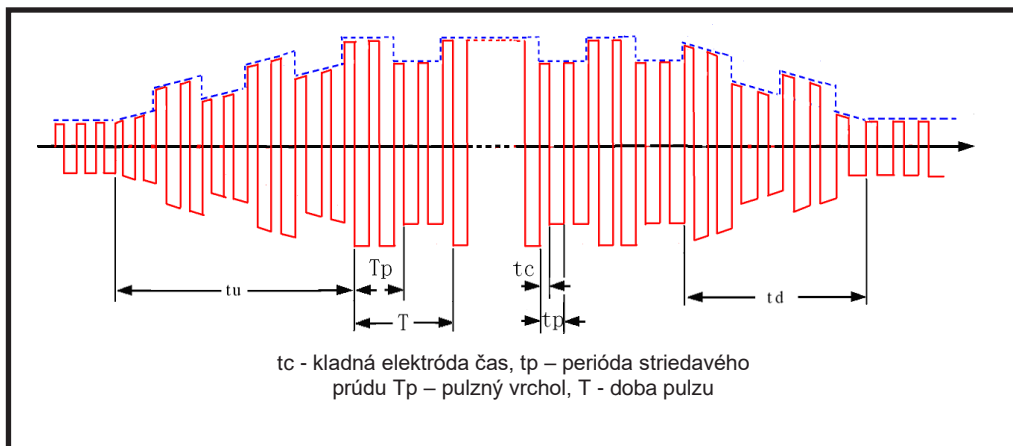 Tp
tc
tu
T
tp
td
tc - kladná elektróda čas, tp – perióda striedavého
prúdu Tp – pulzný vrchol, T - doba pulzu